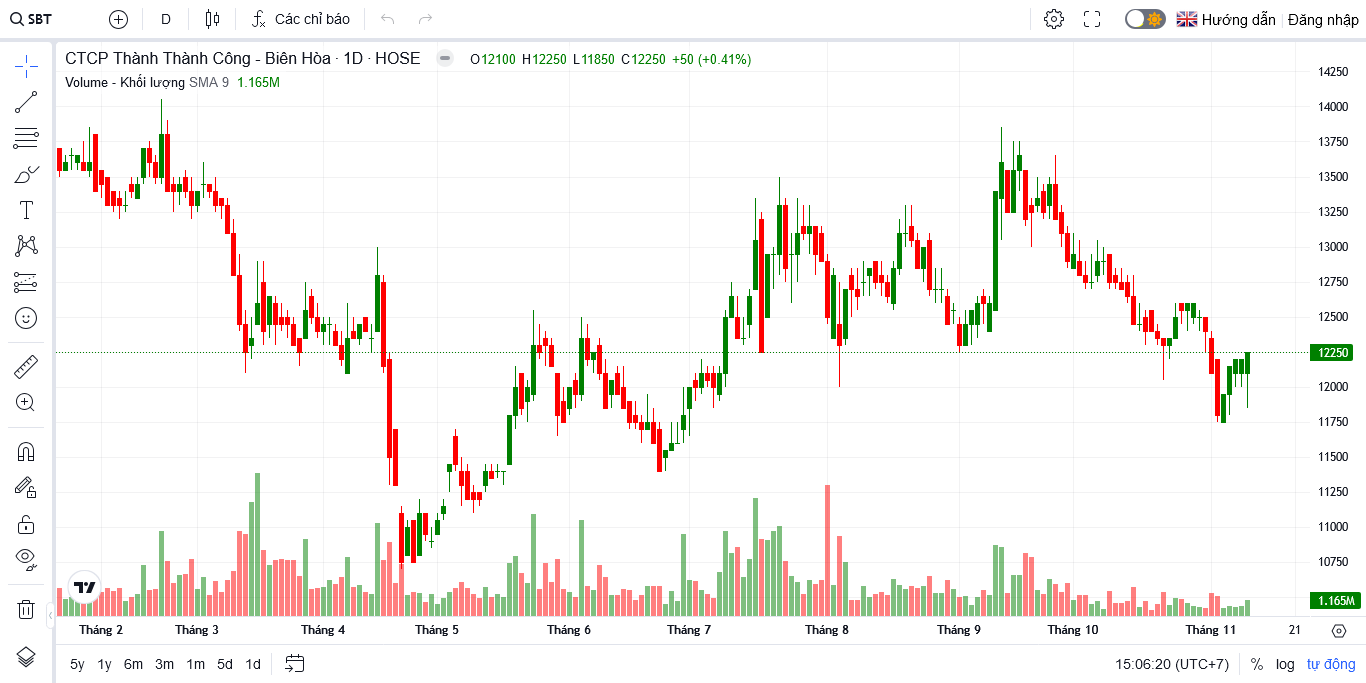 SBT D Các chỉ báo Hướng dẫn Đăng nhập
CTCP Thành Thành Công - Biên Hòa · 1D · HOSE O12100 H12250 L11850 C12250 +50 (+0.41%)
Volume - Khối lượng SMA 9 1.165M
14250
14000
13750
13500
13250
13000
12750
12500
12250
12000
11750
11500
11250
11000
10750
1.165M
Tháng 2 Tháng 3 Tháng 4 Tháng 5 Tháng 6 Tháng 7 Tháng 8 Tháng 9 Tháng 10 Tháng 11 21
5y 1y 6m 3m 1m 5d 1d 15:06:20 (UTC+7) % log tự động